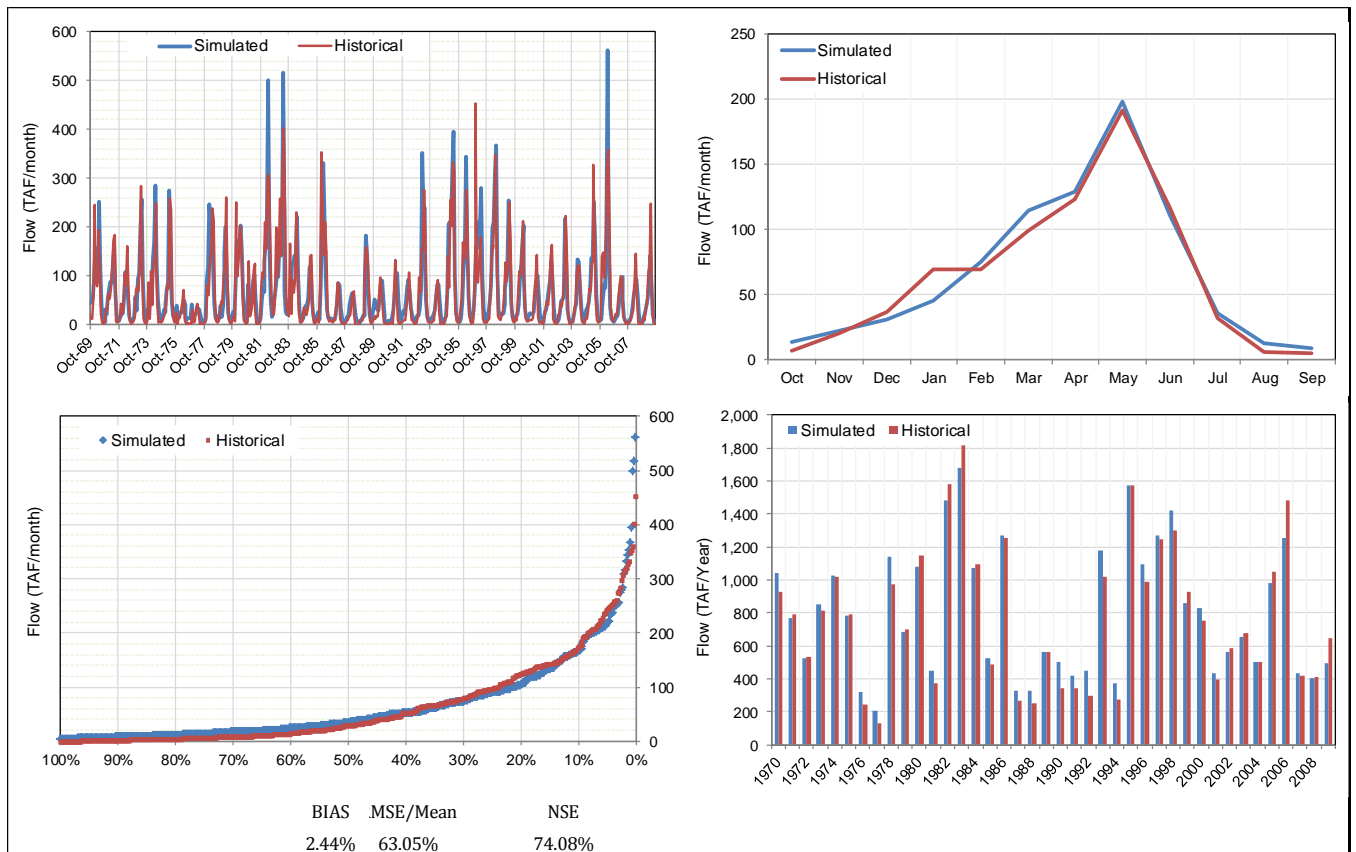 Simulated Historical
Flow (TAF/month)
600
500
400
300
200
100
0
Oct-69 Oct-71 Oct-73 Oct-75 Oct-77 Oct-79 Oct-81 Oct-83 Oct-85 Oct-87 Oct-89 Oct-91 Oct-93 Oct-95 Oct-97 Oct-99 Oct-01 Oct-03 Oct-05 Oct-07
Simulated
Historical
Flow (TAF/month)
250
200
150
100
50
0
Oct Nov Dec Jan Feb Mar Apr May Jun Jul Aug Sep
Simulated Historical
Flow (TAF/month)
600
500
400
300
200
100
0
100% 90% 80% 70% 60% 50% 40% 30% 20% 10% 0%
Simulated Historical
Flow (TAF/Year)
2,000
1,800
1,600
1,400
1,200
1,000
800
600
400
200
0
1970 1972 1974 1976 1978 1980 1982 1984 1986 1988 1990 1992 1994 1996 1998 2000 2002 2004 2006 2008
BIAS .MSE/Mean NSE
2.44% 63.05% 74.08%